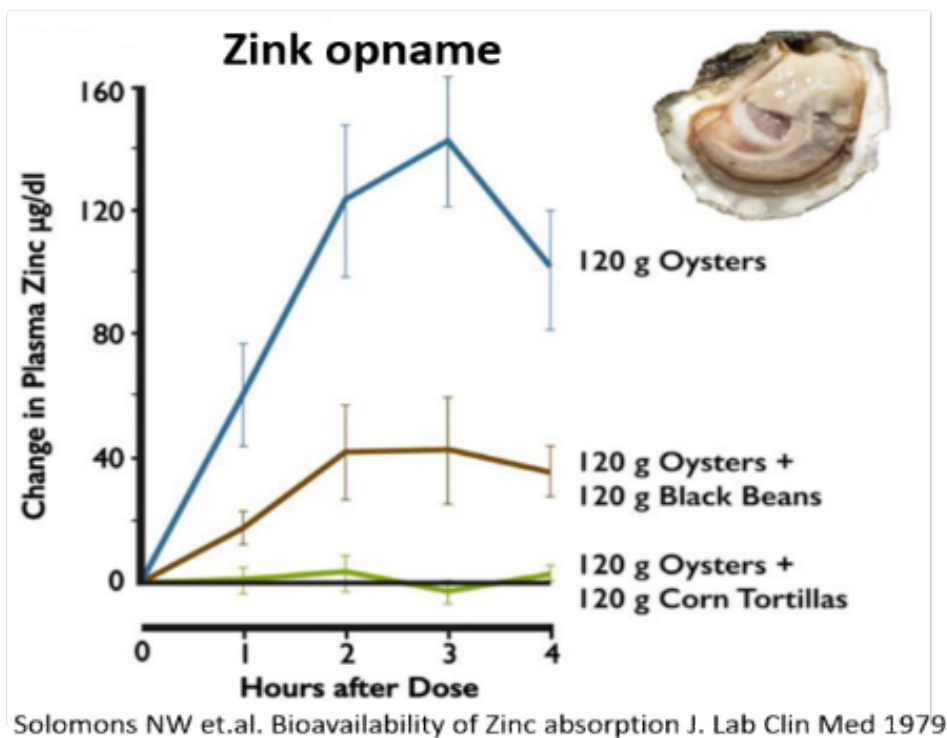 Zink opname
Change in Plasma Zinc µg/dl
160
120
80
40
0
120 g Oysters
120 g Oysters +
120 g Black Beans
120 g Oysters +
120 g Corn Tortillas
0 1 2 3 4
Hours after Dose
Solomons NW et.al. Bioavailability of Zinc absorption J. Lab Clin Med 1979